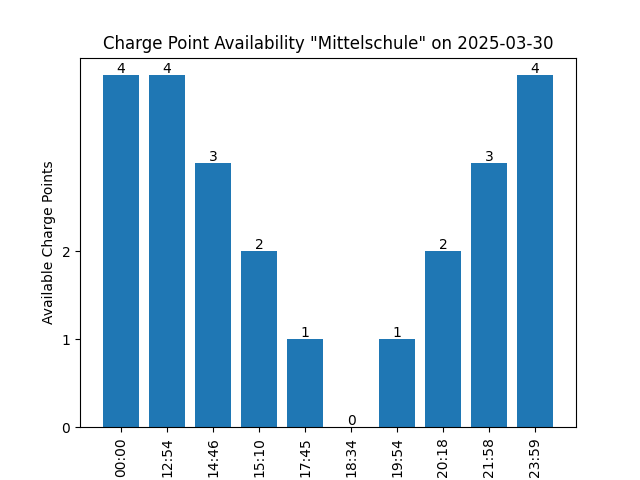 Charge Point Availability "Mittelschule" on 2025-03-30
4 4 3 2 1 0 1 2 3 4
Available Charge Points
2
1
0
00:00 12:54 14:46 15:10 17:45 18:34 19:54 20:18 21:58 23:59